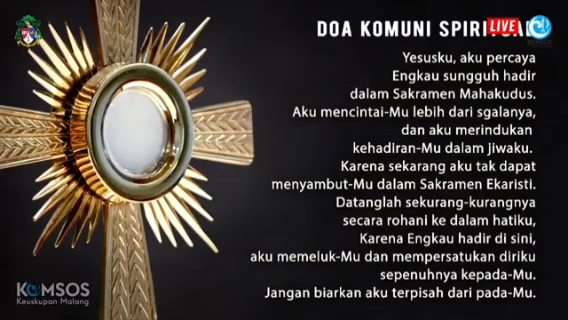 DOA KOMUNI SPIRITUAL
LIVE
Yesusku, aku percaya
Engkau sungguh hadir
dalam Sakramen Mahakudus.
Aku mencintai-Mu lebih dari sgalanya,
dan aku merindukan
kehadiran-Mu dalam jiwaku.
Karena sekarang aku tak dapat
menyambut-Mu dalam Sakramen Ekaristi.
Datanglah sekurang-kurangnya
secara rohani ke dalam hatiku,
Karena Engkau hadir di sini,
aku memeluk-Mu dan mempersatukan diriku
sepenuhnya kepada-Mu.
Jangan biarkan aku terpisah dari pada-Mu.
KOMSOS
Keuskupan Malang